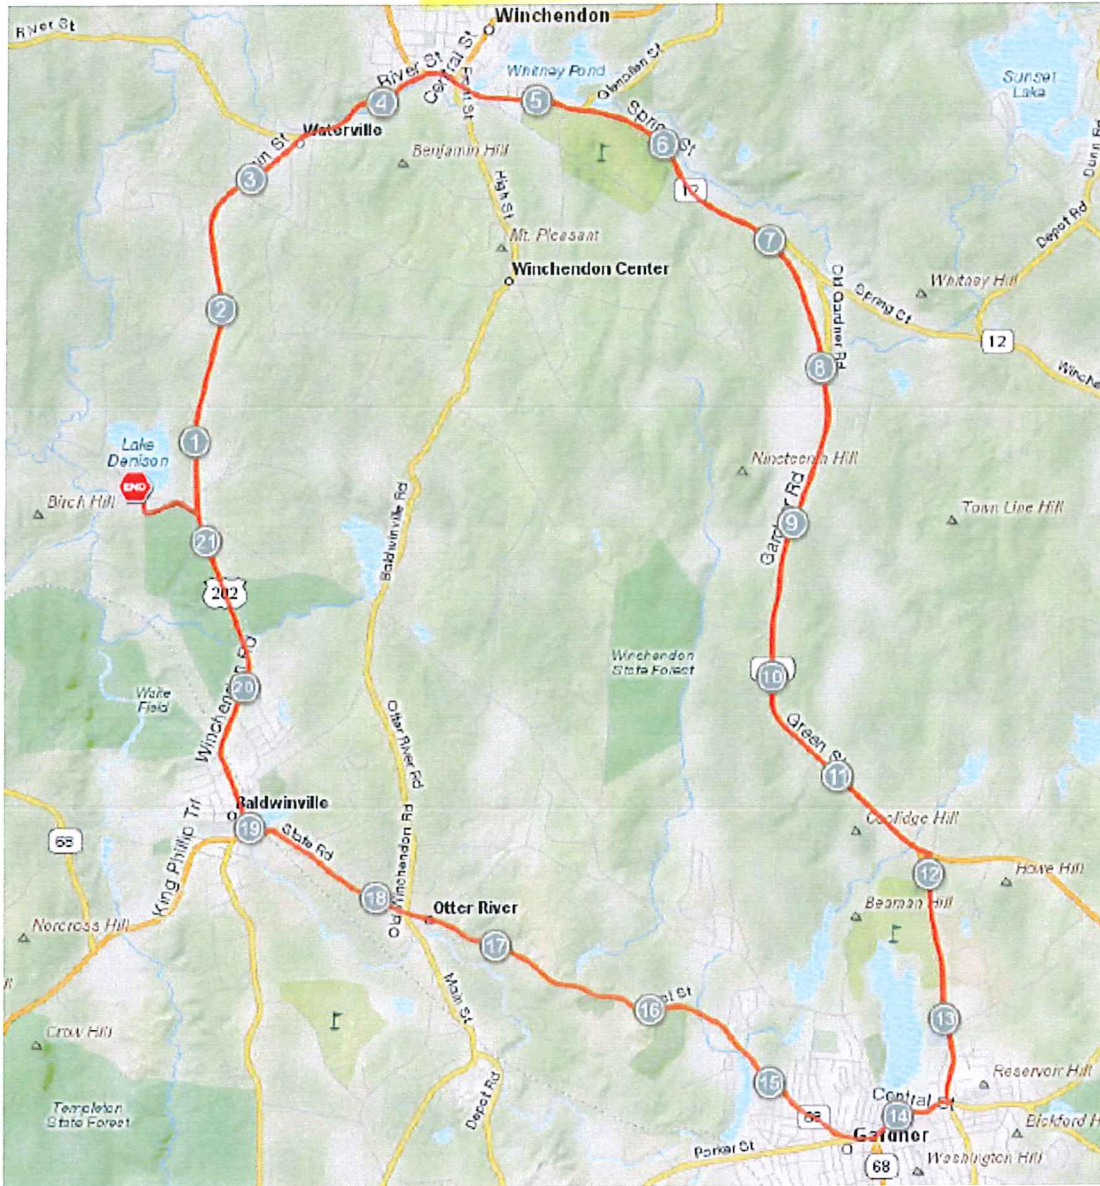 Winchendon
River St
Central St
River St
Front St
Whitney Pond
Glenallen St
Sunset
Lake
4
5
Spring St
6
Waterville
Benjamin Hill
3
12
High St
Dunn Rd
Depot Rd
Mt. Pleasant
7
Winchendon Center
Old Gardner Rd
Whitney Hill
Spring St
2
12
8
Lake
Denison
1
END
Birch Hill
Nineteenth Hill
Gardner Rd
9
Town Line Hill
Baldwinville Rd
21
202
Winchendon
State Forest
10
Winchendon Rd
20
Otter River Rd
Green St
11
Baldwinville
19
State Rd
68
King Phillip Trl
Old Winchendon Rd
Coolidge Hill
12
Howe Hill
18
Otter River
Beaman Hill
Norcross Hill
17
Main St
16
13
Crow Hill
15
Reservoir Hill
Central St
14
Depot Rd
Templeton
State Forest
68
Gardner
Bickford H
Parker St
68
Washington Hill